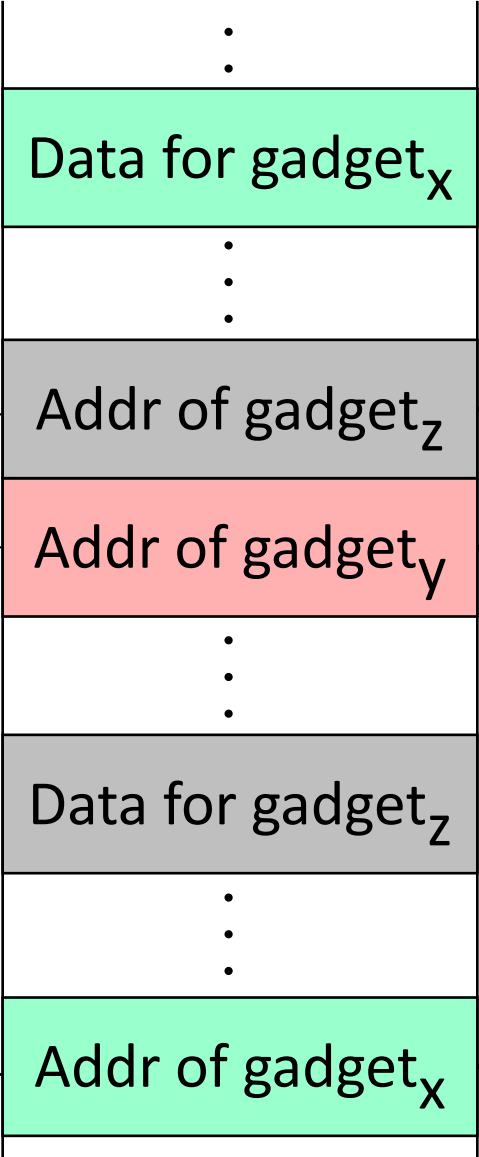 Data for gadgetx
Addr of gadgetz
Addr of gadgety
Data for gadgetz
Addr of gadgetx